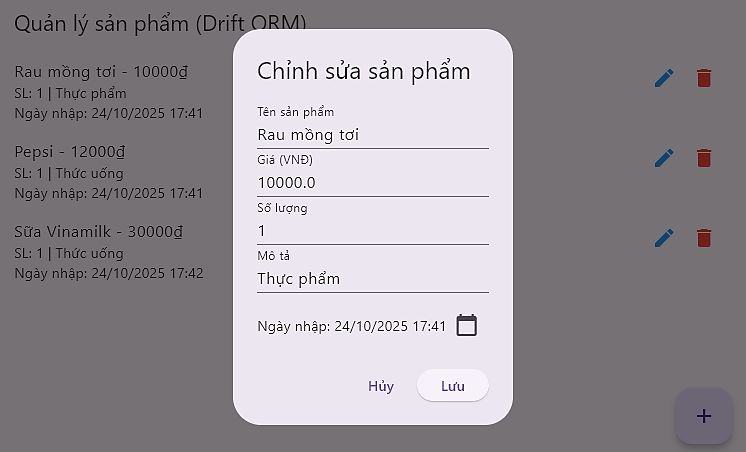 Quản lý sản phẩm (Drift ORM)
Rau mồng tơi - 10000₫
SL: 1 | Thực phẩm
Ngày nhập: 24/10/2025 17:41
Pepsi - 12000₫
SL: 1 | Thức uống
Ngày nhập: 24/10/2025 17:41
Sữa Vinamilk - 30000₫
SL: 1 | Thức uống
Ngày nhập: 24/10/2025 17:42
Chỉnh sửa sản phẩm
Tên sản phẩm
Rau mồng tơi
Giá (VNĐ)
10000.0
Số lượng
1
Mô tả
Thực phẩm
Ngày nhập: 24/10/2025 17:41
Hủy
Lưu